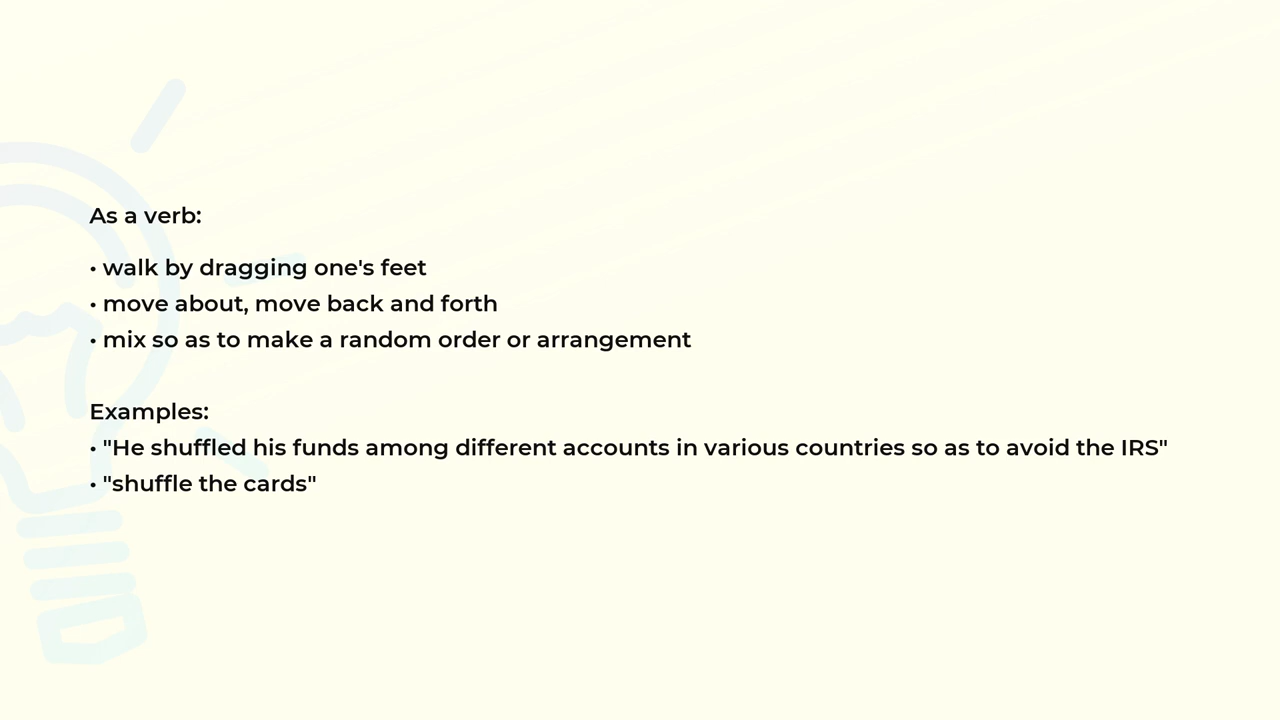 As a verb:
• walk by dragging one's feet
• move about, move back and forth
• mix so as to make a random order or arrangement
Examples:
• "He shuffled his funds among different accounts in various countries so as to avoid the IRS"
• "shuffle the cards"